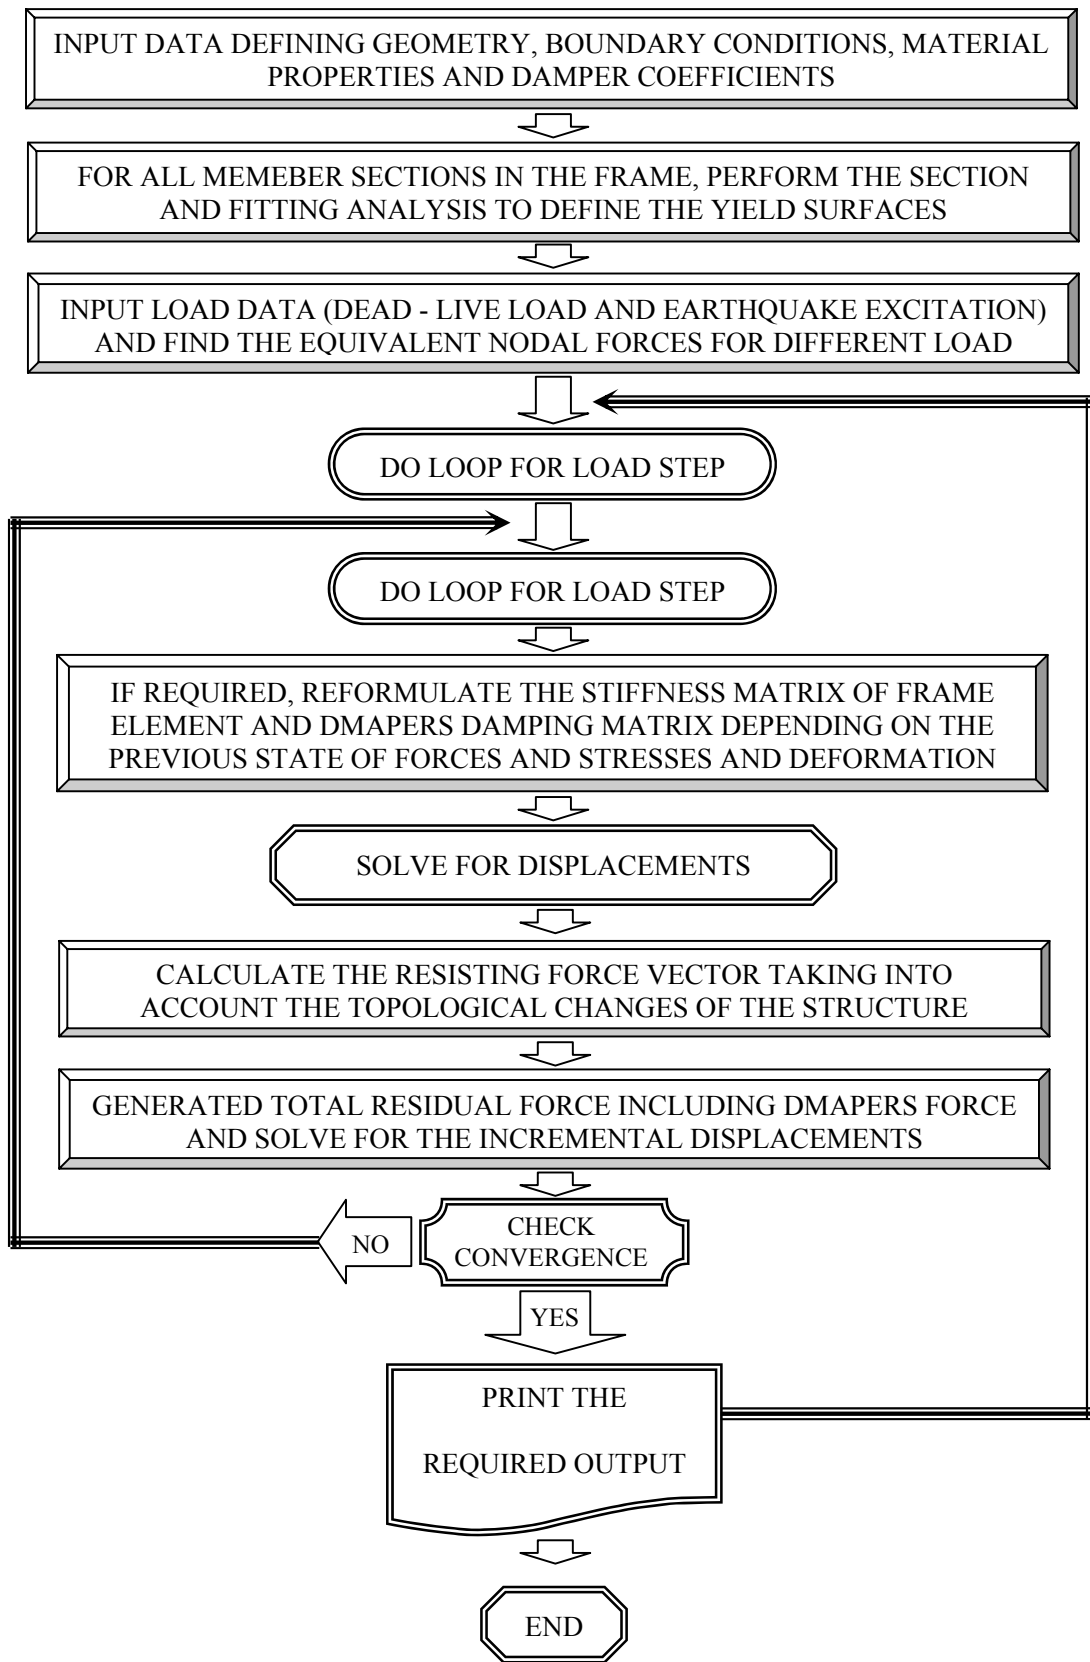 INPUT DATA DEFINING GEOMETRY, BOUNDARY CONDITIONS, MATERIAL
PROPERTIES AND DAMPER COEFFICIENTS
FOR ALL MEMEBER SECTIONS IN THE FRAME, PERFORM THE SECTION
AND FITTING ANALYSIS TO DEFINE THE YIELD SURFACES
INPUT LOAD DATA (DEAD - LIVE LOAD AND EARTHQUAKE EXCITATION)
AND FIND THE EQUIVALENT NODAL FORCES FOR DIFFERENT LOAD
DO LOOP FOR LOAD STEP
DO LOOP FOR LOAD STEP
IF REQUIRED, REFORMULATE THE STIFFNESS MATRIX OF FRAME
ELEMENT AND DMAPERS DAMPING MATRIX DEPENDING ON THE
PREVIOUS STATE OF FORCES AND STRESSES AND DEFORMATION
SOLVE FOR DISPLACEMENTS
CALCULATE THE RESISTING FORCE VECTOR TAKING INTO
ACCOUNT THE TOPOLOGICAL CHANGES OF THE STRUCTURE
GENERATED TOTAL RESIDUAL FORCE INCLUDING DMAPERS FORCE
AND SOLVE FOR THE INCREMENTAL DISPLACEMENTS
CHECK
CONVERGENCE
NO
YES
PRINT THE
REQUIRED OUTPUT
END